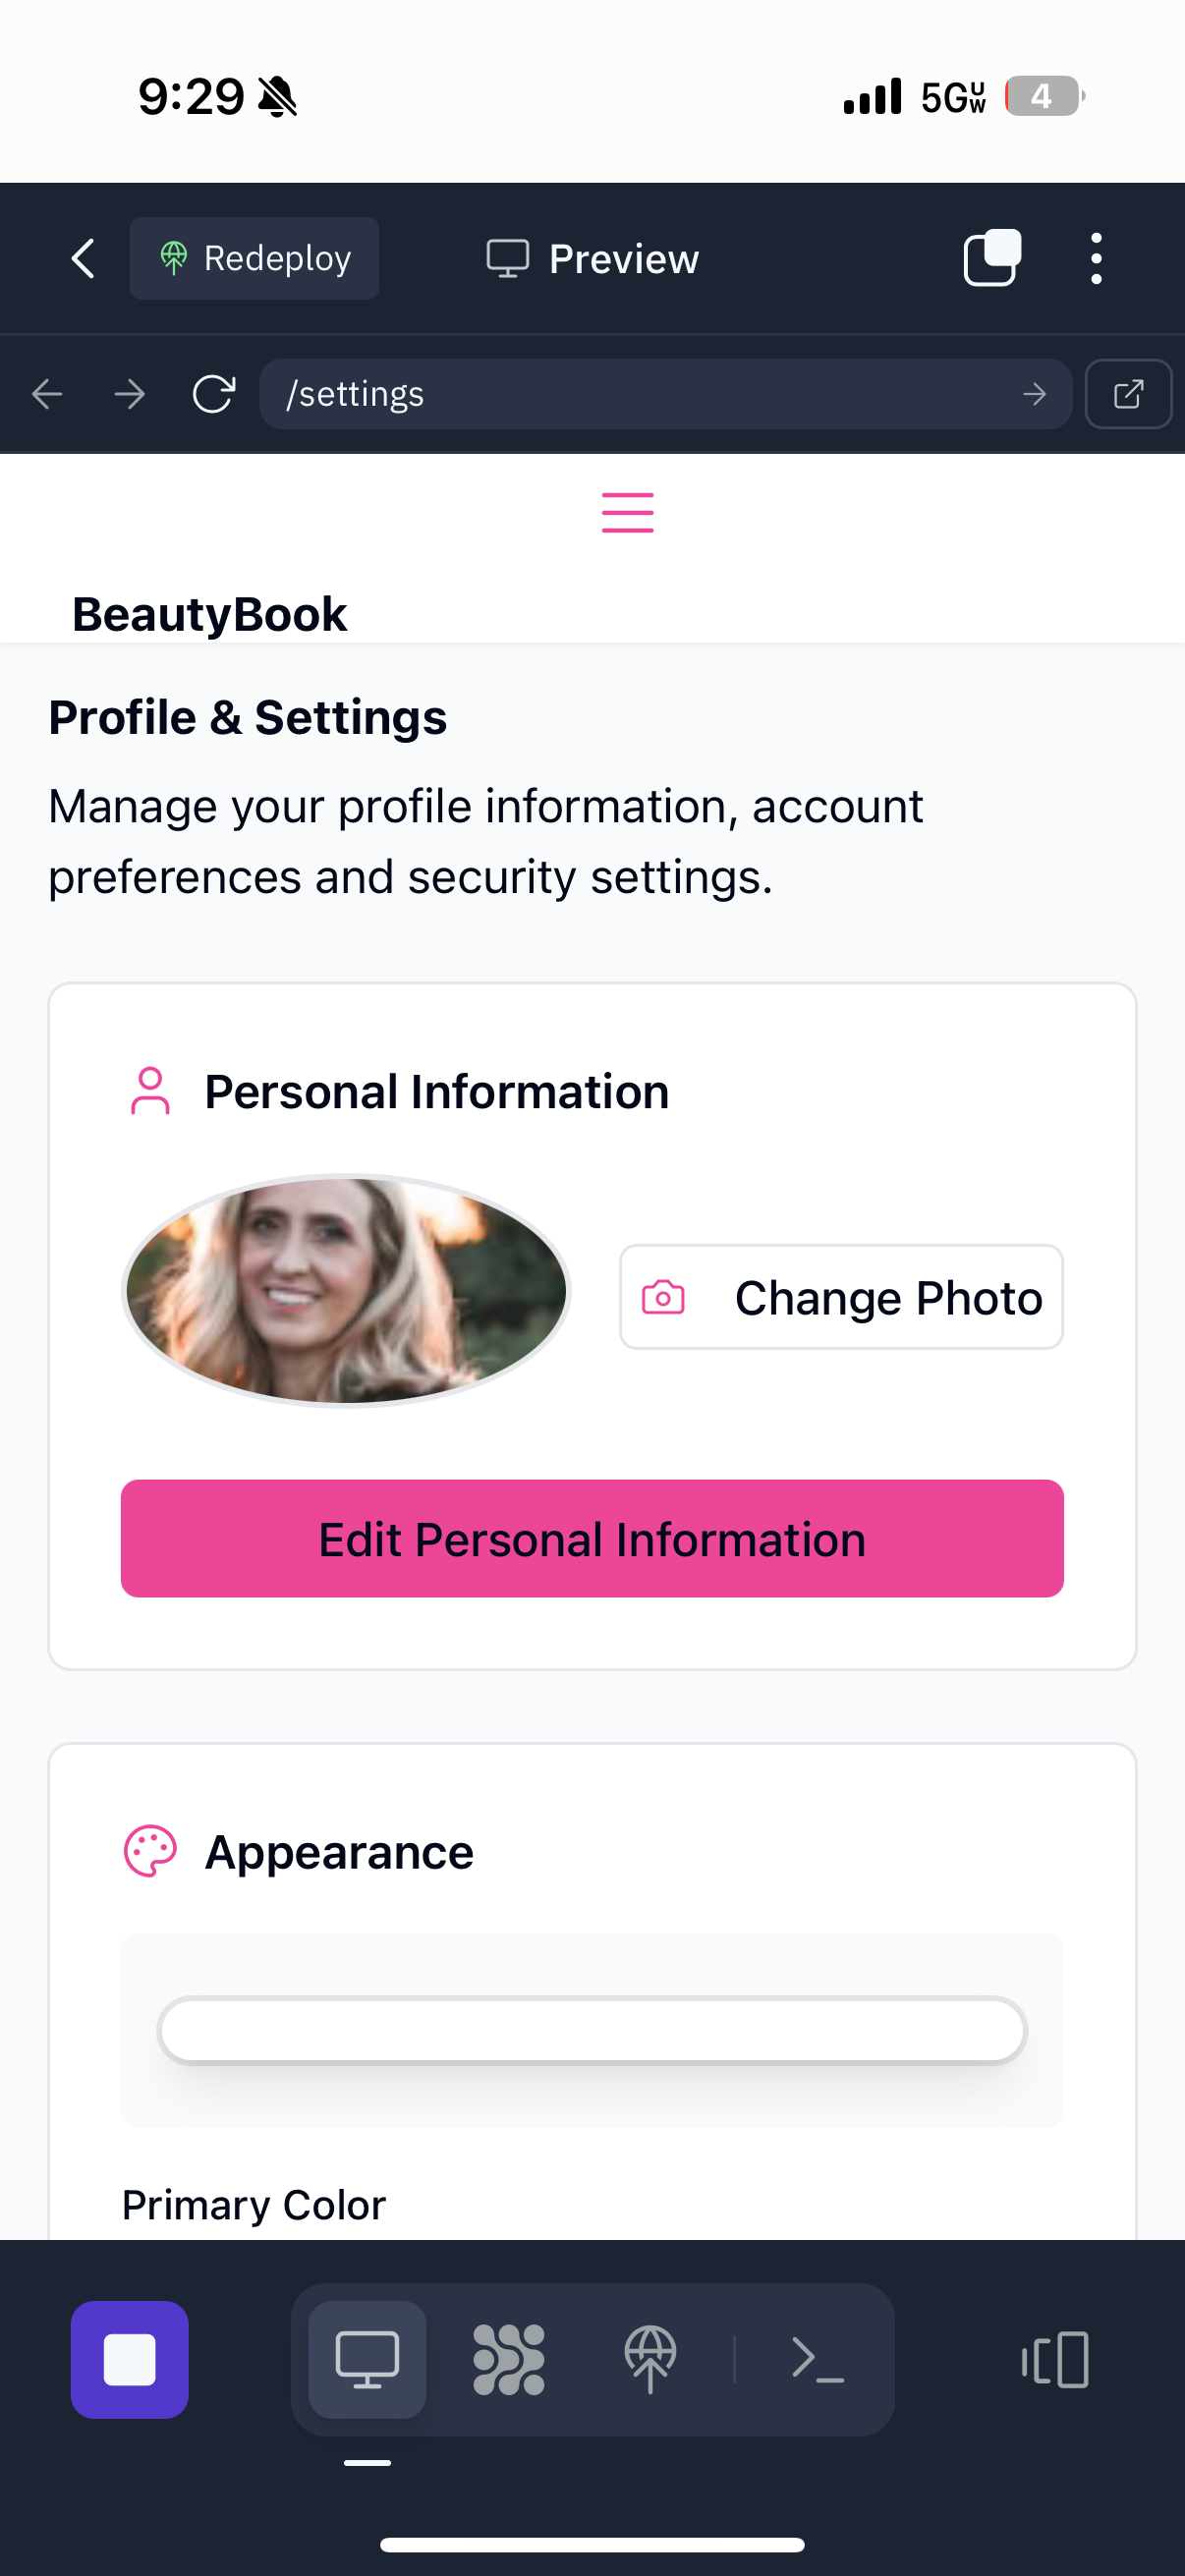 9:29
5G UW
4
Redeploy
Preview
/settings
BeautyBook
Profile & Settings
Manage your profile information, account
preferences and security settings.
Personal Information
Change Photo
Edit Personal Information
Appearance
Primary Color